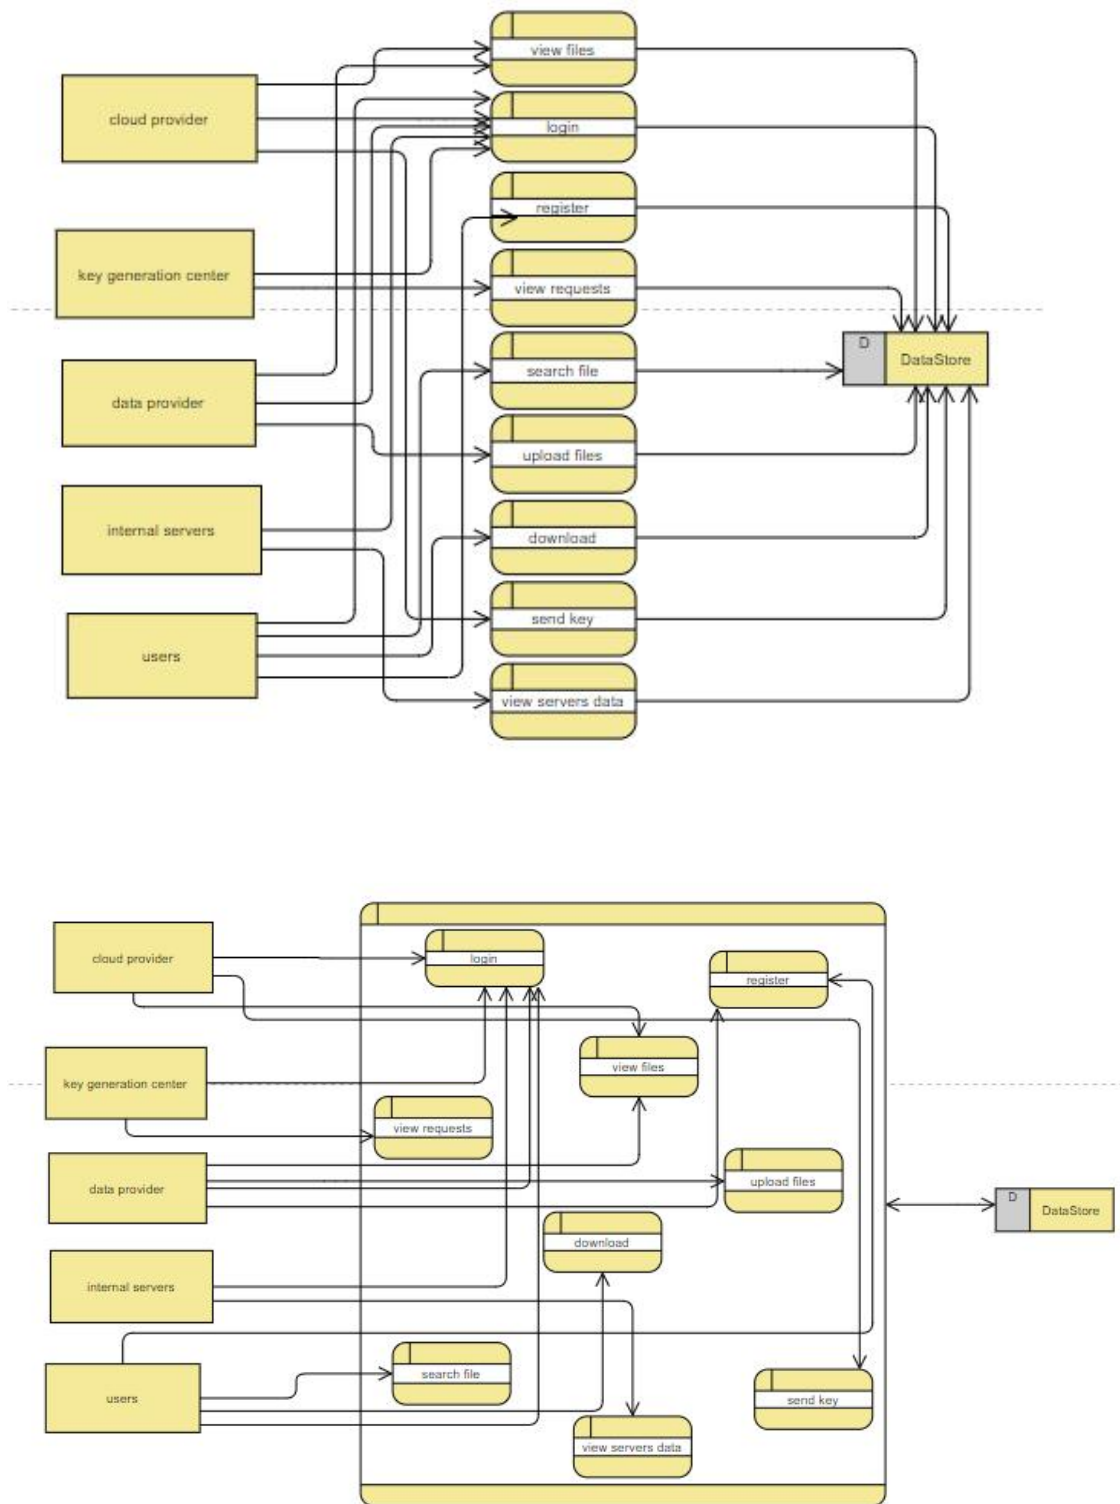 view files
cloud provider
login
register
key generation center
view requests
D
DataStore
search file
data provider
upload files
internal servers
download
send key
users
view servers data
cloud provider
login
register
view files
key generation center
view requests
data provider
upload files
D
DataStore
download
internal servers
search file
users
send key
view servers data